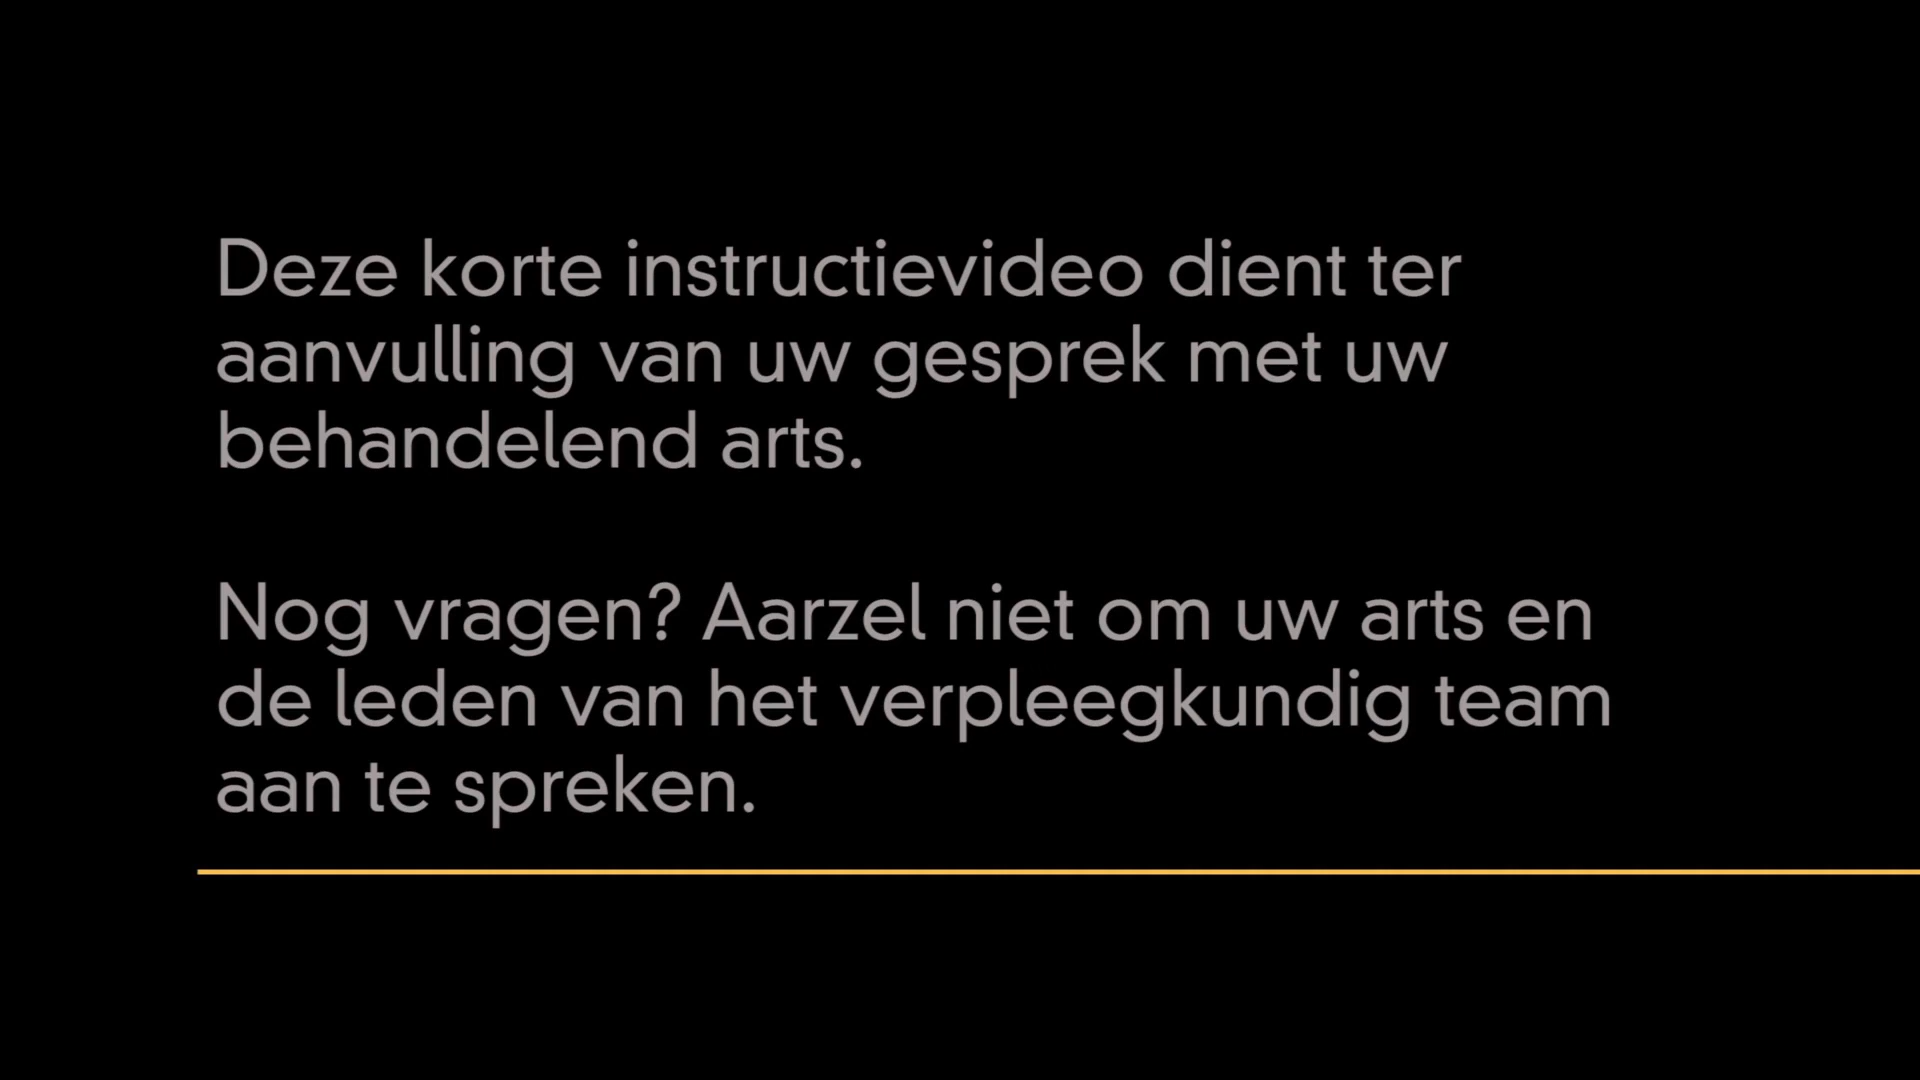 Deze korte instructievideo dient ter
aanvulling van uw gesprek met uw
behandelend arts.
Nog vragen? Aarzel niet om uw arts en
de leden van het verpleegkundig team
aan te spreken.